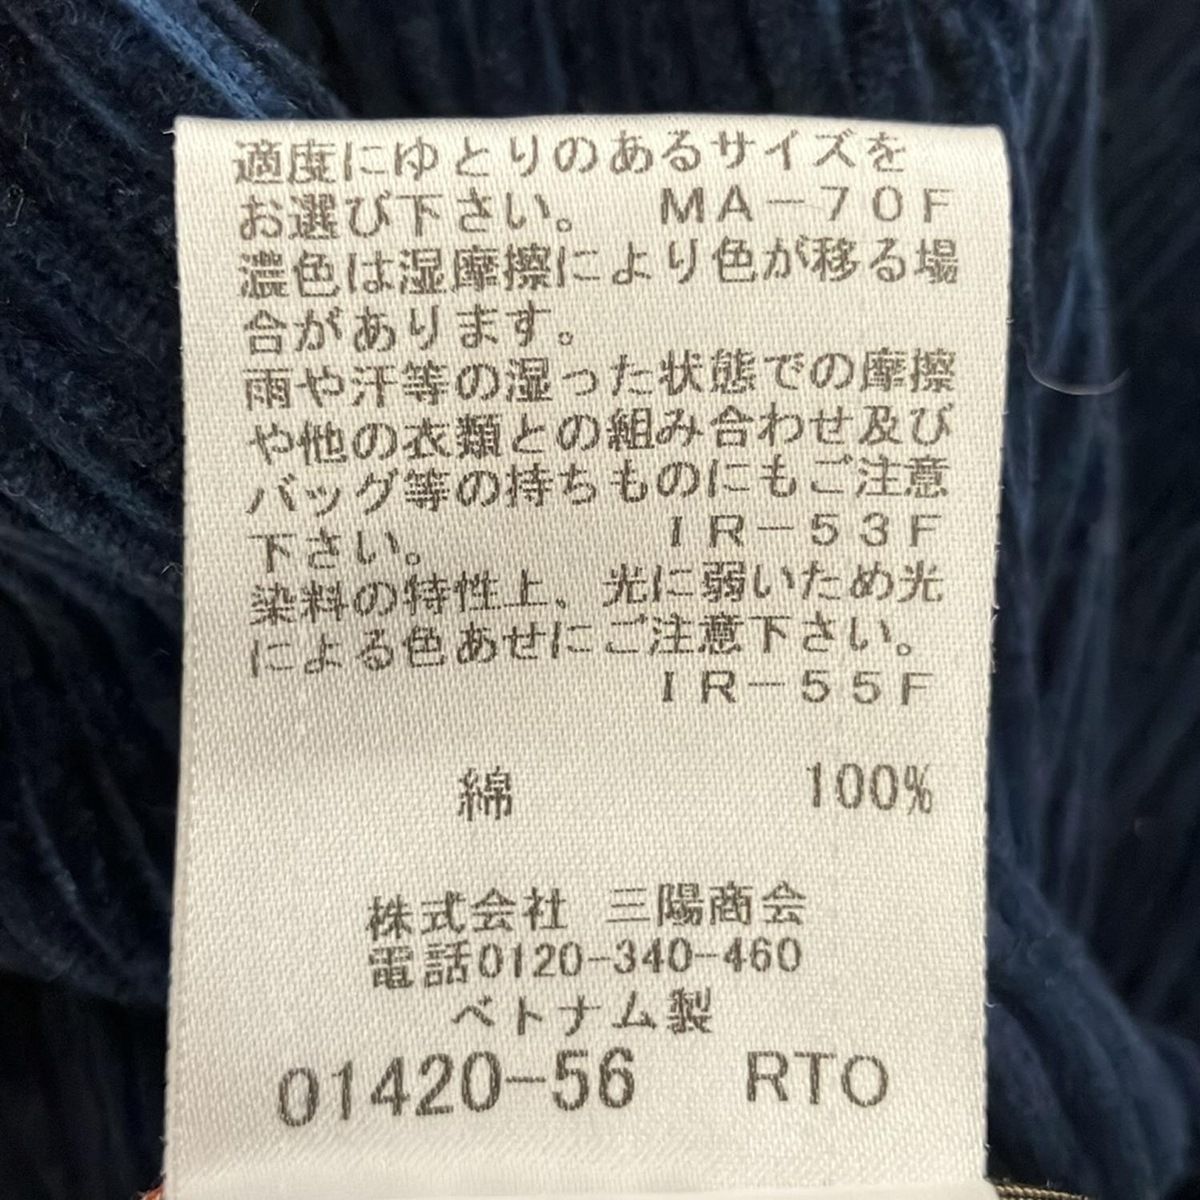 適度にゆとりのあるサイズを
お選び下さい。 MA－70F
濃色は湿摩擦により色が移る場
合があります。
雨や汗等の湿った状態での摩擦
や他の衣類との組み合わせ及び
バッグ等の持ちものにもご注意
下さい。 IR－53F
染料の特性上、光に弱いため光
による色あせにご注意下さい。
IR－55F
綿 100%
株式会社 三陽商会
電話0120-340-460
ベトナム製
01420-56 RTO